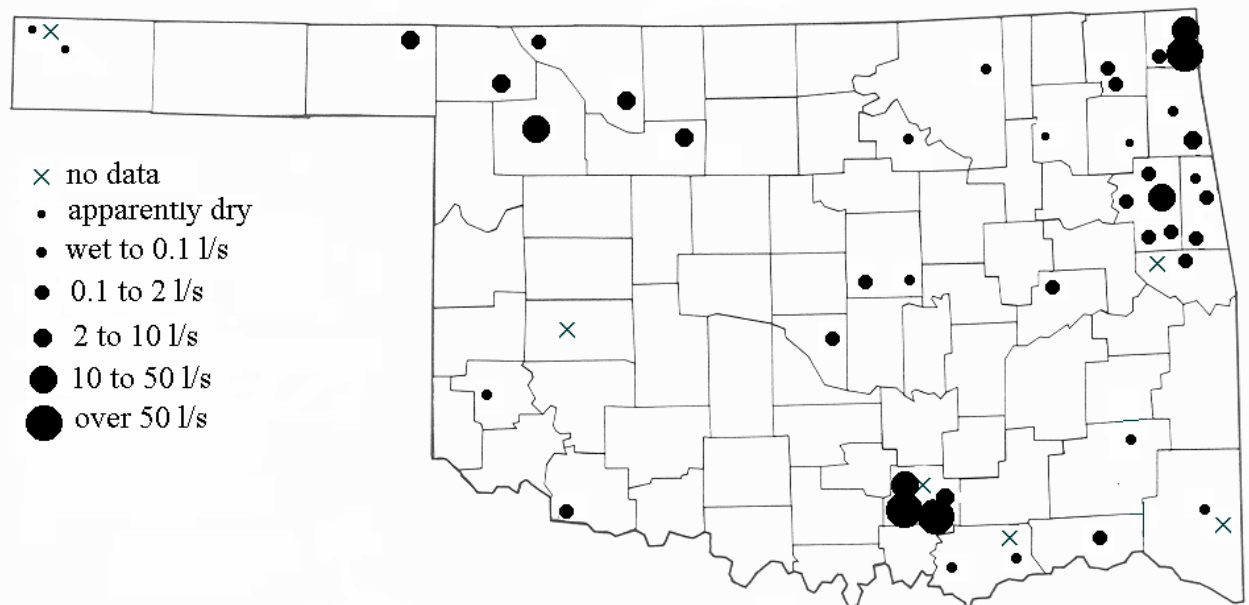 no data
apparently dry
wet to 0.1 l/s
0.1 to 2 l/s
2 to 10 l/s
10 to 50 l/s
over 50 l/s